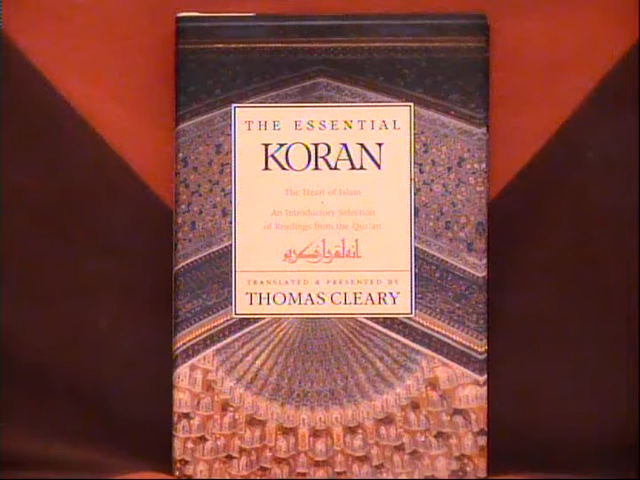 THE ESSENTIAL
KORAN
The Heart of Islam
An Introductory Selection
of Readings from the Qur'an
TRANSLATED & PRESENTED BY
THOMAS CLEARY